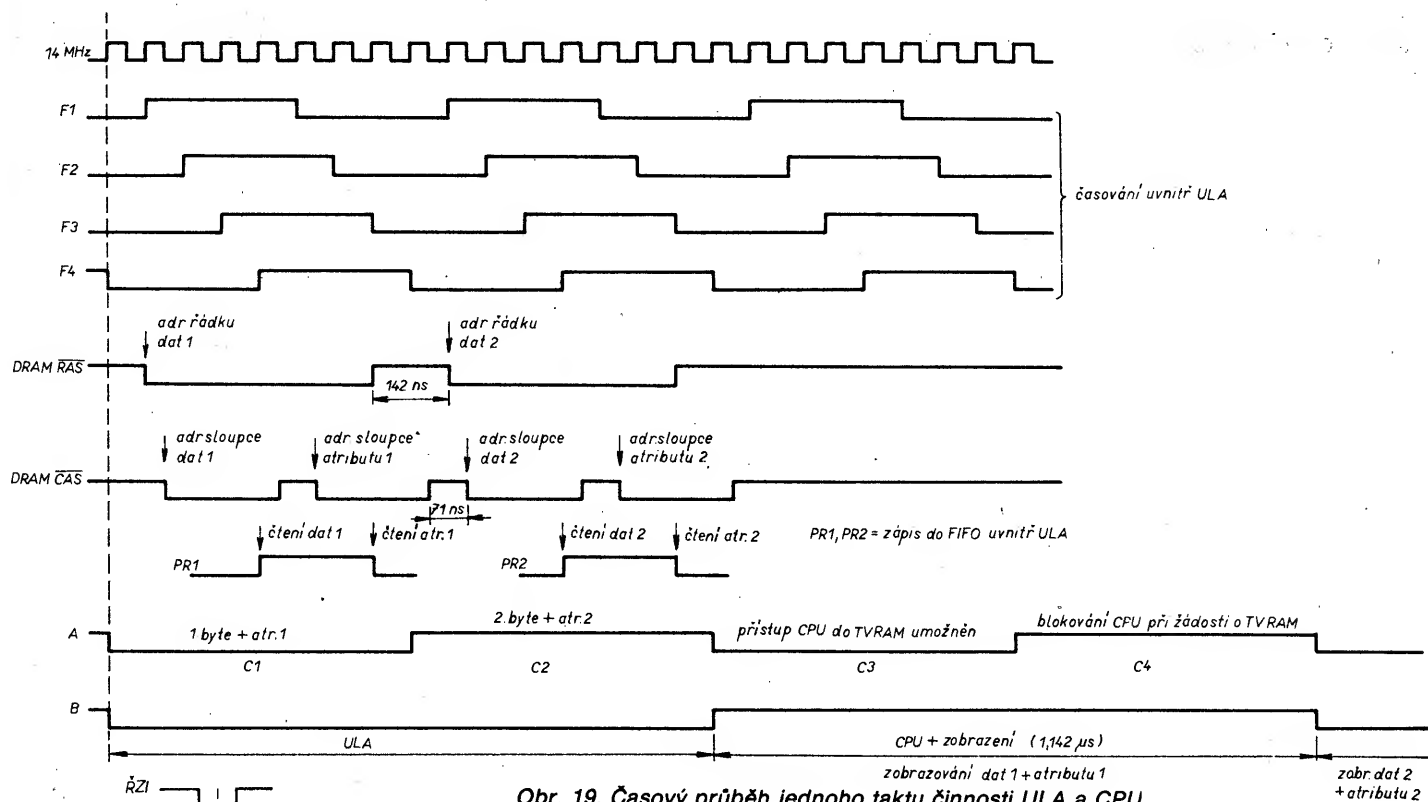 14 MHz
F1
F2
časování uvnitř ULA
F3
F4
adr řádku
dat 1
adr řádku
dat 2
DRAM RAS
142 ns
adr. sloupce
dat 1
adr. sloupce
atributu 1
adr. sloupce
dat 2
adr. sloupce
atributu 2
DRAM CAS
71 ns
čtení dat 1
čtení atr. 1
čtení dat 2
čtení atr. 2
PR1, PR2 = zápis do FIFO uvnitř ULA
PR1
PR2
A
1. byte + atr. 1
2. byte + atr. 2
přístup CPU do TVRAM umožněn
blokování CPU při žádosti o TVRAM
C1
C2
C3
C4
B
ULA
CPU + zobrazení (1,142 µs)
zobrazování dat 1 + atributu 1
zobr. dat 2
+ atributu 2
ŘZI
Obr. 19. Časový průběh jednoho taktu činnosti ULA a CPU